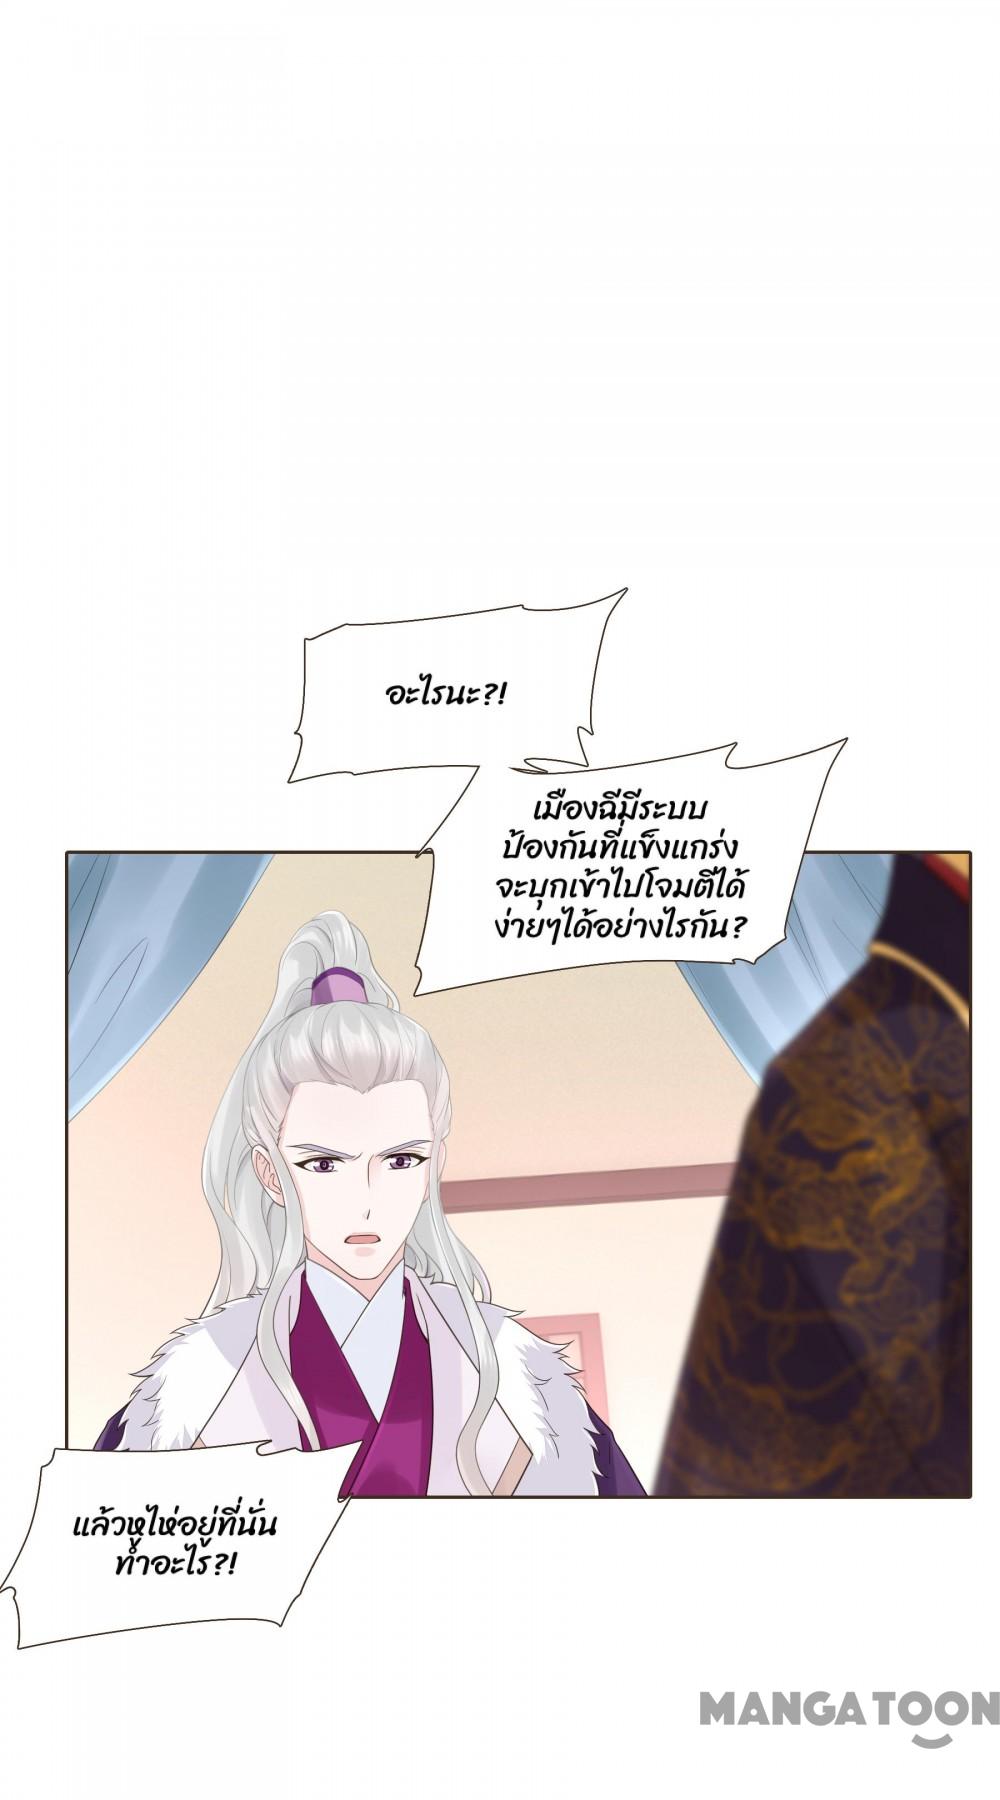 อะไรนะ?!
เมืองฉีมีระบบ
ป้องกันที่แข็งแกร่ง
จะบุกเข้าไปโจมตีได้
ง่ายๆได้อย่างไรกัน?
แล้วหูไห่อยู่ที่นั่น
ทำอะไร?!
MANGATOON